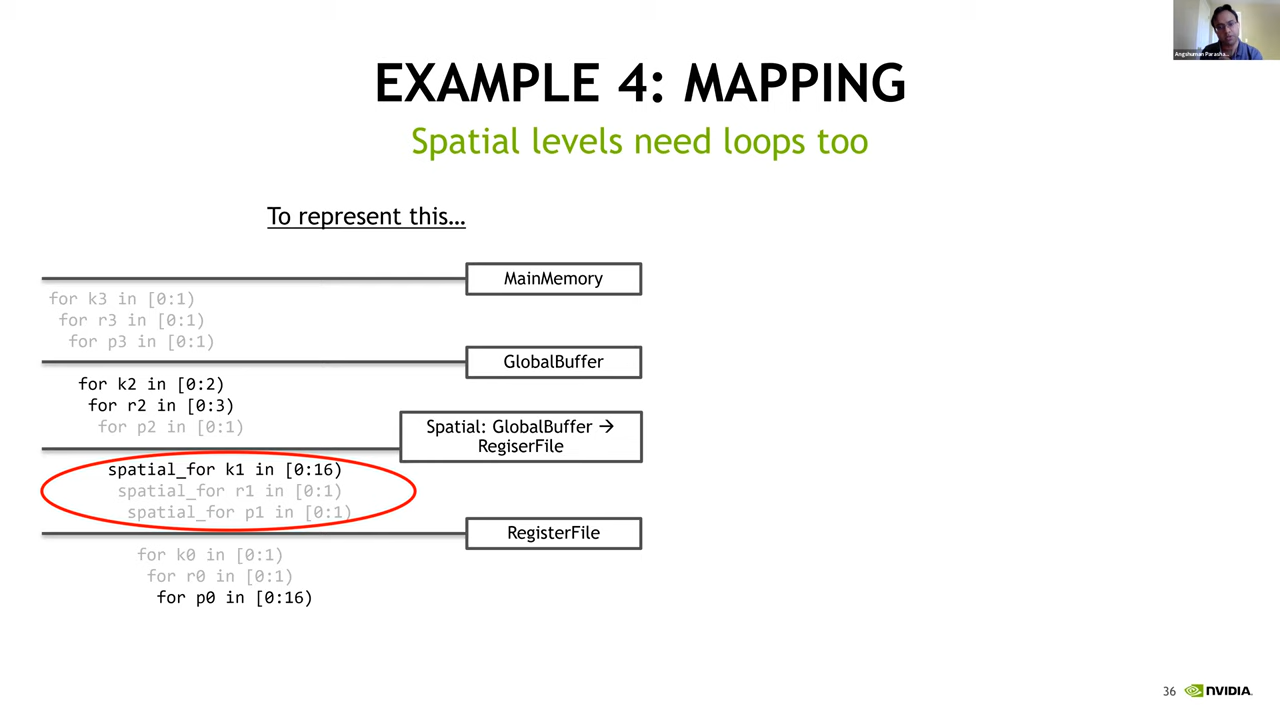 Angshuman Parasha...
EXAMPLE 4: MAPPING
Spatial levels need loops too
To represent this…
MainMemory
for k3 in [0:1)
for r3 in [0:1)
for p3 in [0:1)
GlobalBuffer
for k2 in [0:2)
for r2 in [0:3)
for p2 in [0:1)
Spatial: GlobalBuffer →
RegiserFile
spatial_for k1 in [0:16)
spatial_for r1 in [0:1)
spatial_for p1 in [0:1)
RegisterFile
for k0 in [0:1)
for r0 in [0:1)
for p0 in [0:16)
36 NVIDIA.